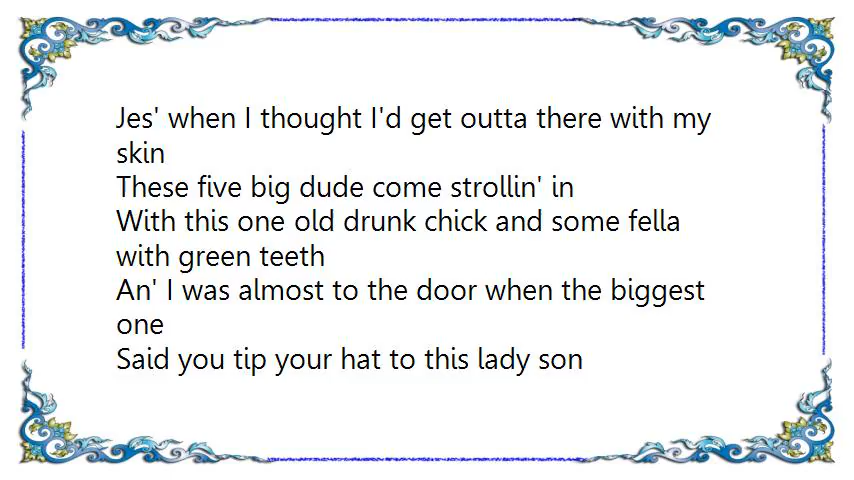 Jes' when I thought I'd get outta there with my
skin
These five big dude come strollin' in
With this one old drunk chick and some fella
with green teeth
An' I was almost to the door when the biggest
one
Said you tip your hat to this lady son